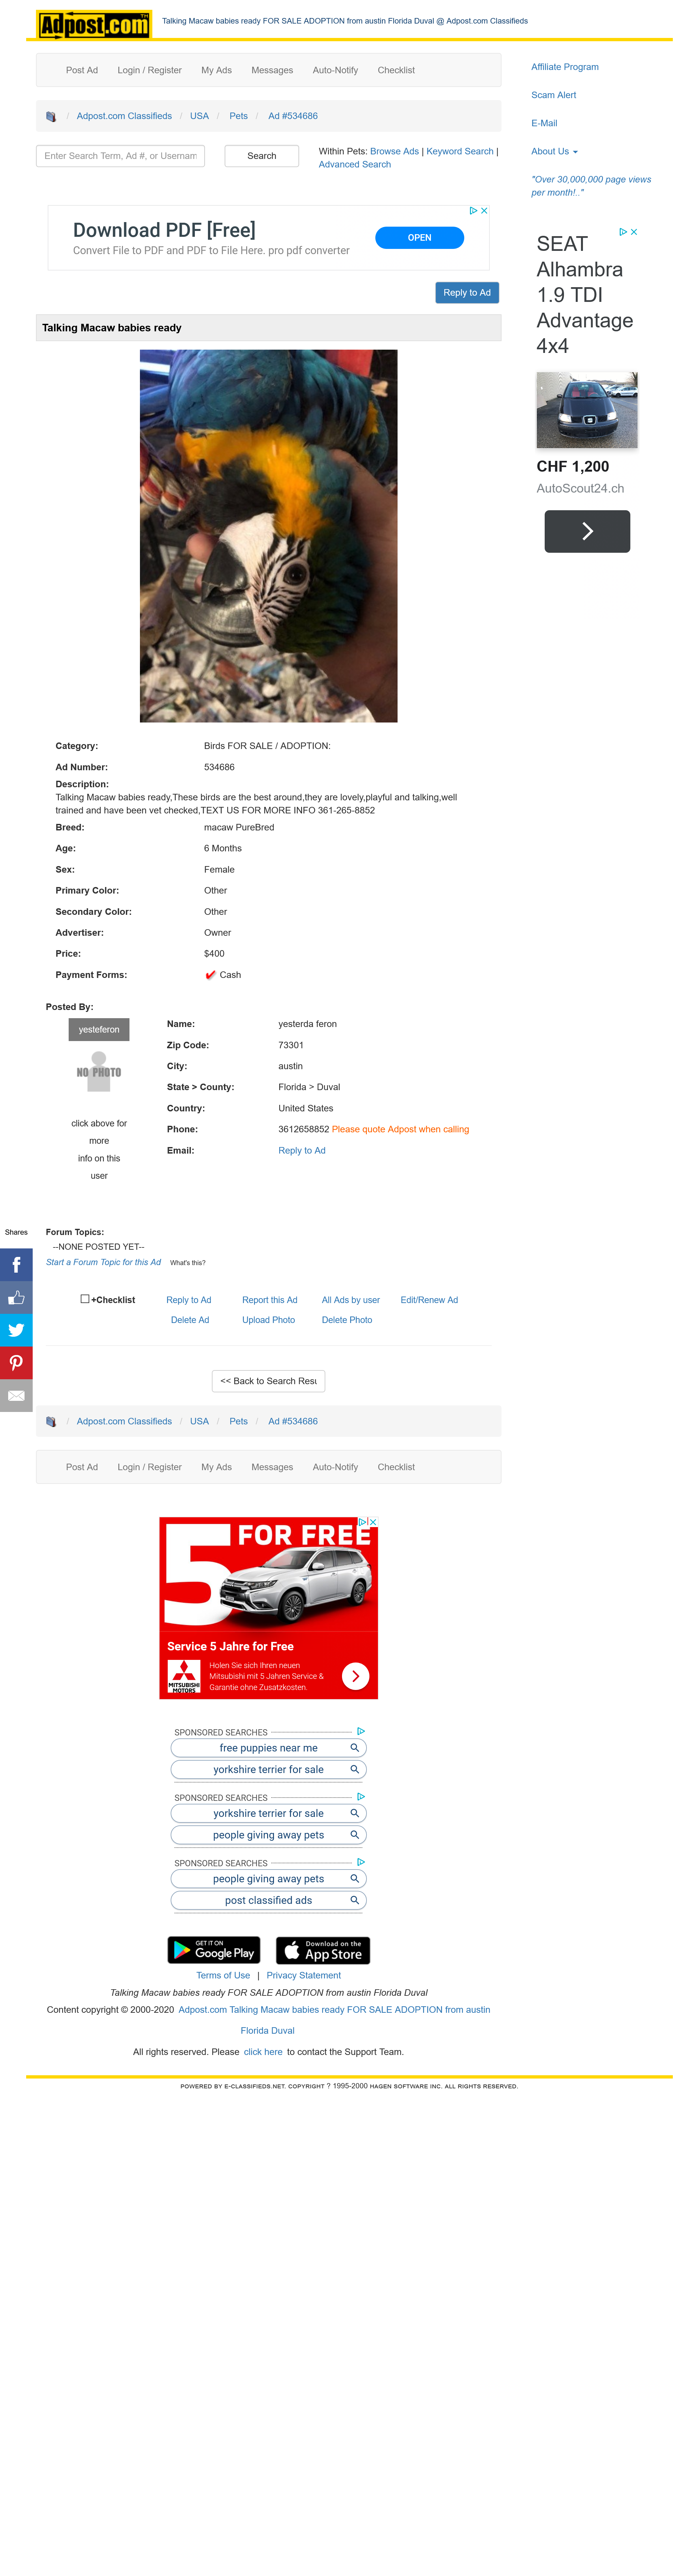 Adpost.com™
Talking Macaw babies ready FOR SALE ADOPTION from austin Florida Duval @ Adpost.com Classifieds
Post Ad Login / Register My Ads Messages Auto-Notify Checklist
Affiliate Program
Scam Alert
E-Mail
About Us
"Over 30,000,000 page views
per month!.."
/ Adpost.com Classifieds / USA / Pets / Ad #534686
Enter Search Term, Ad #, or Usernam
Search
Within Pets: Browse Ads | Keyword Search |
Advanced Search
Download PDF [Free]
Convert File to PDF and PDF to File Here. pro pdf converter
OPEN
SEAT
Alhambra
1.9 TDI
Advantage
4x4
CHF 1,200
AutoScout24.ch
Reply to Ad
Talking Macaw babies ready
Category: Birds FOR SALE / ADOPTION:
Ad Number: 534686
Description:
Talking Macaw babies ready,These birds are the best around,they are lovely,playful and talking,well
trained and have been vet checked,TEXT US FOR MORE INFO 361-265-8852
Breed: macaw PureBred
Age: 6 Months
Sex: Female
Primary Color: Other
Secondary Color: Other
Advertiser: Owner
Price: $400
Payment Forms: Cash
Posted By:
yesteferon
NO PHOTO
click above for
more
info on this
user
Name: yesterda feron
Zip Code: 73301
City: austin
State > County: Florida > Duval
Country: United States
Phone: 3612658852 Please quote Adpost when calling
Email: Reply to Ad
Shares
Forum Topics:
--NONE POSTED YET--
Start a Forum Topic for this Ad What's this?
+Checklist Reply to Ad Report this Ad All Ads by user Edit/Renew Ad
Delete Ad Upload Photo Delete Photo
<< Back to Search Resu
/ Adpost.com Classifieds / USA / Pets / Ad #534686
Post Ad Login / Register My Ads Messages Auto-Notify Checklist
5 FOR FREE
Service 5 Jahre for Free
MITSUBISHI
MOTORS
Holen Sie sich Ihren neuen
Mitsubishi mit 5 Jahren Service &
Garantie ohne Zusatzkosten.
SPONSORED SEARCHES
free puppies near me
yorkshire terrier for sale
SPONSORED SEARCHES
yorkshire terrier for sale
people giving away pets
SPONSORED SEARCHES
people giving away pets
post classified ads
GET IT ON
Google Play
Download on the
App Store
Terms of Use | Privacy Statement
Talking Macaw babies ready FOR SALE ADOPTION from austin Florida Duval
Content copyright © 2000-2020 Adpost.com Talking Macaw babies ready FOR SALE ADOPTION from austin
Florida Duval
All rights reserved. Please click here to contact the Support Team.
POWERED BY E-CLASSIFIEDS.NET. COPYRIGHT ? 1995-2000 HAGEN SOFTWARE INC. ALL RIGHTS RESERVED.